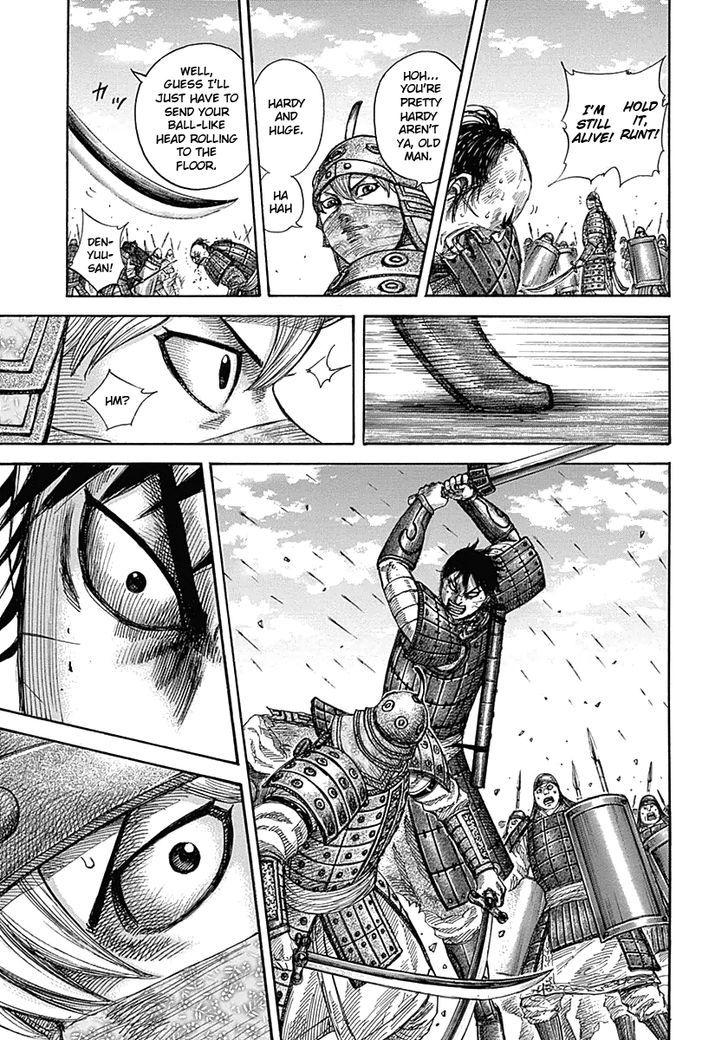 HOLD
IT,
RUNT!
I'M
STILL
ALIVE!
HOH...
YOU'RE
PRETTY
HARDY
AREN'T
YA, OLD
MAN.
HARDY
AND
HUGE.
HA
HAH
WELL,
GUESS I'LL
JUST HAVE TO
SEND YOUR
BALL-LIKE
HEAD ROLLING
TO THE
FLOOR.
カッ
DEN-
YUU-
SAN!
HM?